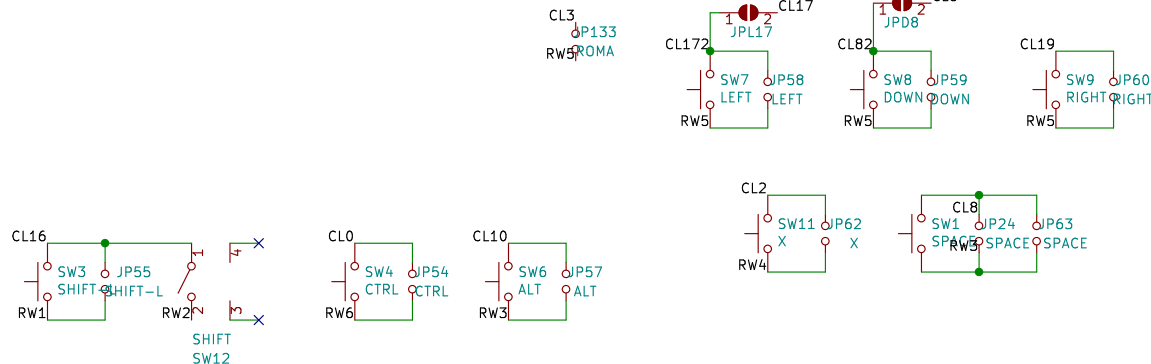 CL3
JP133
RW5
ROMA
CL17
1
2
JPL17
1
2
JPD8
CL172
SW7
LEFT
JP58
LEFT
RW5
CL82
SW8
DOWN
JP59
DOWN
RW5
CL19
SW9
RIGHT
JP60
RIGHT
RW5
CL2
SW11
X
JP62
X
RW4
CL8
SW1
SPACE
JP24
SPACE
RW3
JP63
SPACE
CL16
SW3
SHIFT-L
JP55
SHIFT-L
RW1
1
2
RW2
4
3
SHIFT
SW12
CL0
SW4
CTRL
JP54
CTRL
RW6
CL10
SW6
ALT
JP57
ALT
RW3